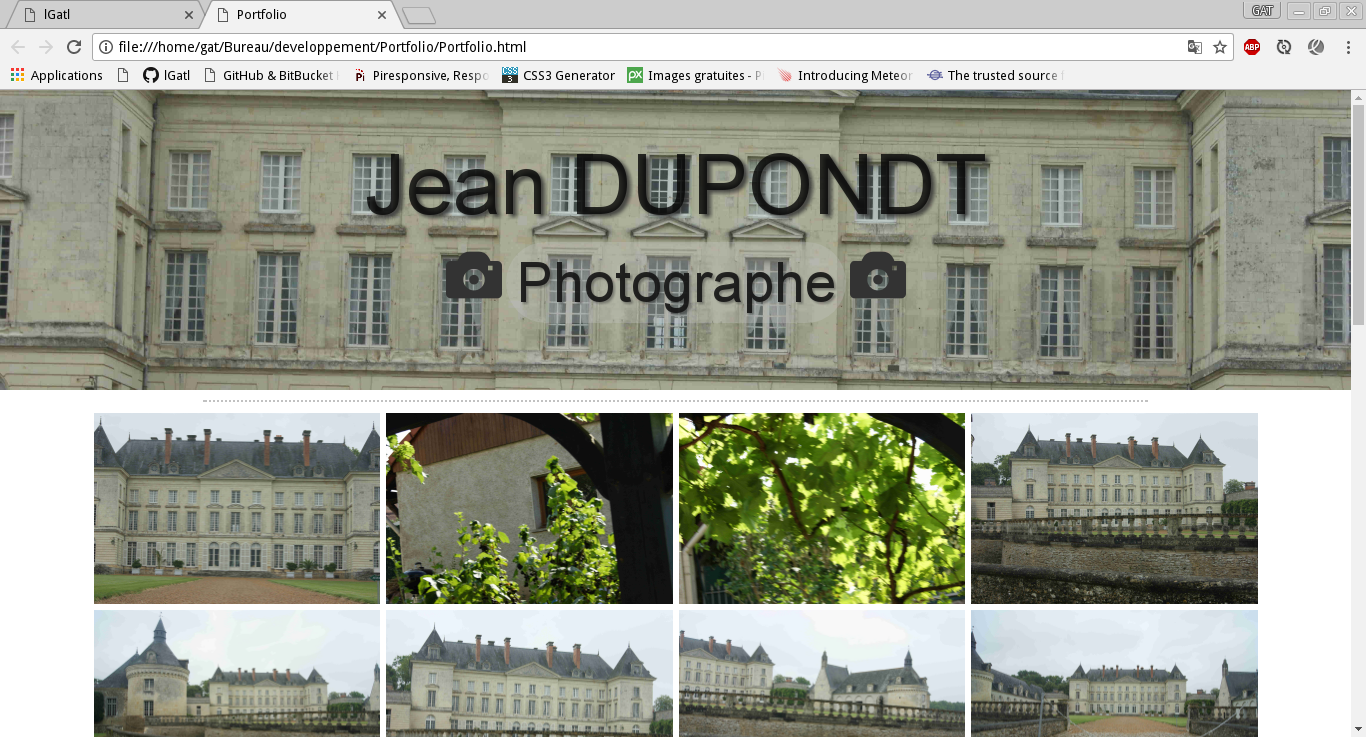 lGatl
Portfolio
GAT
file:///home/gat/Bureau/developpement/Portfolio/Portfolio.html
ABP
Applications
lGatl
GitHub & BitBucket
Piresponsive, Respo
CSS3 Generator
Images gratuites - P
Introducing Meteor
The trusted source
Jean DUPONDT
Photographe